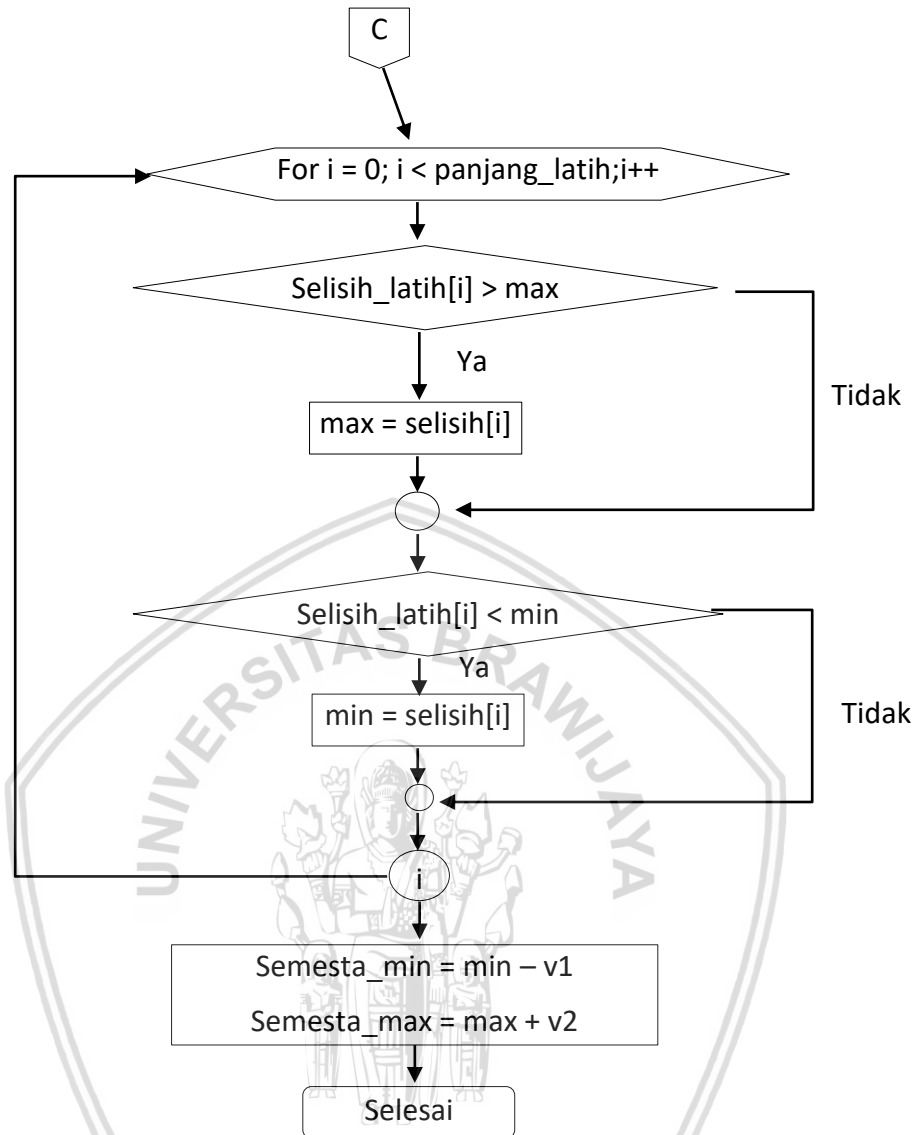 C
For i = 0; i < panjang_latih;i++
Selisih_latih[i] > max
Ya
Tidak
max = selisih[i]
Selisih_latih[i] < min
Ya
Tidak
min = selisih[i]
i
Semesta_min = min – v1
Semesta_max = max + v2
Selesai
UNIVERSITAS BRAWIJAYA